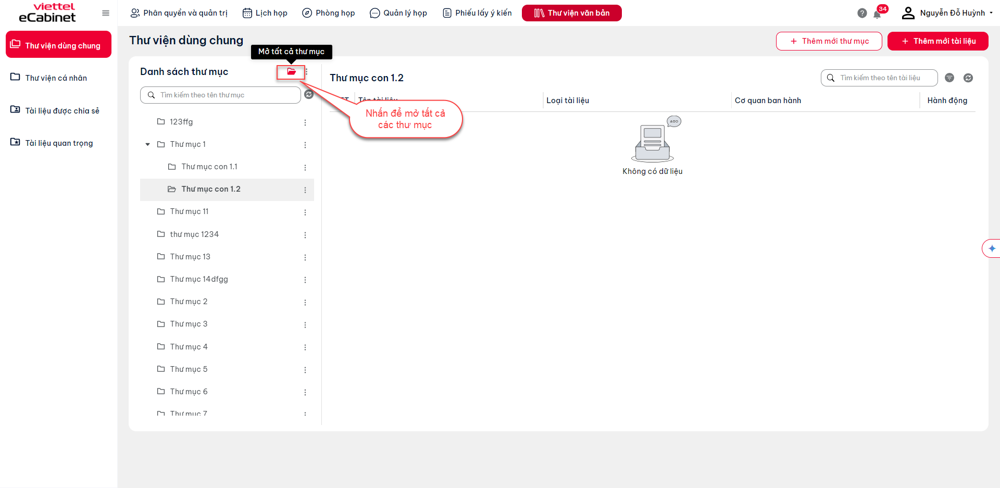 viettel
eCabinet
Phân quyền và quản trị
Lịch họp
Phòng họp
Quản lý họp
Phiếu lấy ý kiến
Thư viện văn bản
34
Nguyễn Đỗ Huỳnh
Thư viện dùng chung
Thư viện cá nhân
Tài liệu được chia sẻ
Tài liệu quan trọng
Thư viện dùng chung
Thêm mới thư mục
Thêm mới tài liệu
Mở tất cả thư mục
Danh sách thư mục
Tìm kiếm theo tên thư mục
123ffg
Thư mục 1
Thư mục con 1.1
Thư mục con 1.2
Thư mục 11
thư mục 1234
Thư mục 13
Thư mục 14dfgg
Thư mục 2
Thư mục 3
Thư mục 4
Thư mục 5
Thư mục 6
Thư mục 7
Thư mục con 1.2
Tìm kiếm theo tên tài liệu
Tên tài liệu
Loại tài liệu
Cơ quan ban hành
Hành động
Nhấn để mở tất cả
các thư mục
Không có dữ liệu